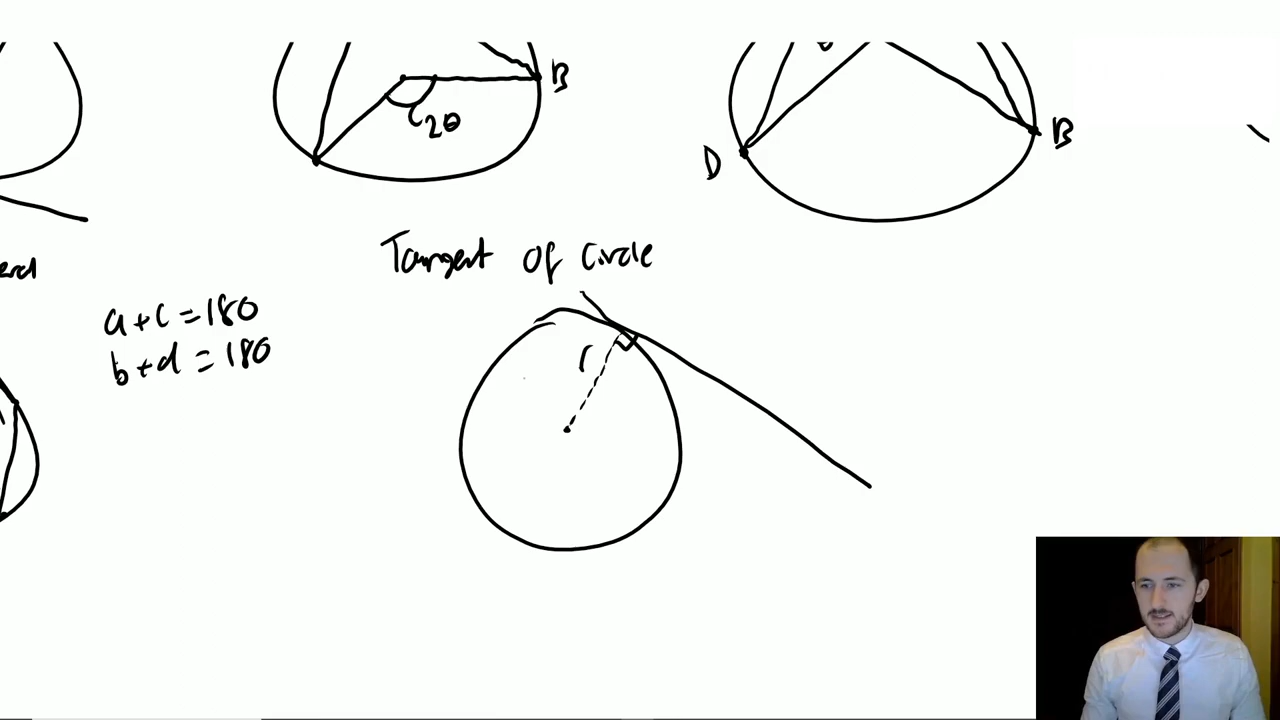 B
2θ
D
B
Tangent of Circle
a+c=180
b+d=180
r